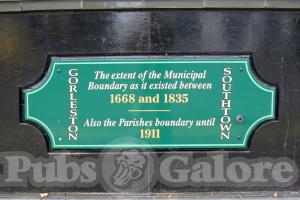 GORLESTON
The extent of the Municipal
Boundary as it existed between
1668 and 1835
Also the Parishes boundary until
1911
SOUTHTOWN
Pubs Galore